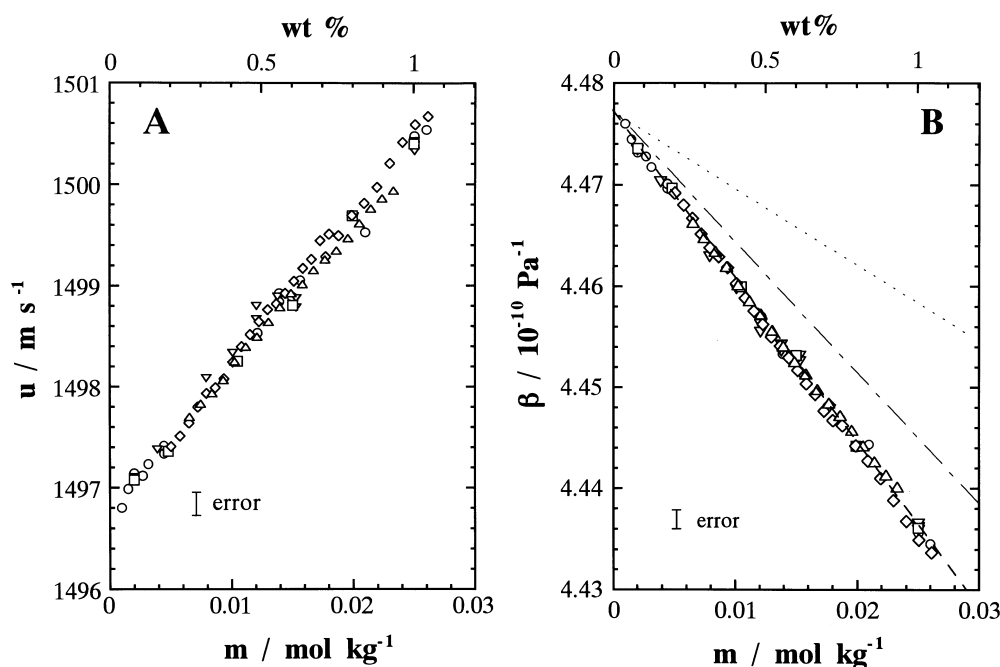 wt %
0 0.5 1
1501
1500
1499
1498
1497
1496
u / m s⁻¹
A
error
0 0.01 0.02 0.03
m / mol kg⁻¹
wt%
0 0.5 1
4.48
4.47
4.46
4.45
4.44
4.43
β / 10⁻¹⁰ Pa⁻¹
B
error
0 0.01 0.02 0.03
m / mol kg⁻¹